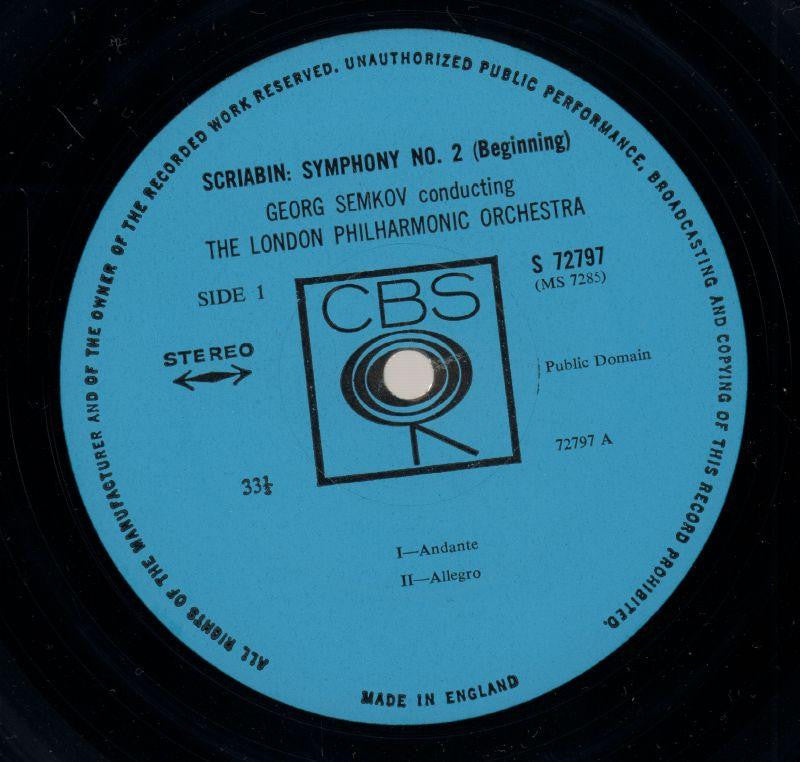 ALL RIGHTS OF THE MANUFACTURER AND OF THE OWNER OF THE RECORDED WORK RESERVED. UNAUTHORIZED PUBLIC PERFORMANCE, BROADCASTING AND COPYING OF THIS RECORD PROHIBITED.
SCRIABIN: SYMPHONY NO. 2 (Beginning)
GEORG SEMKOV conducting
THE LONDON PHILHARMONIC ORCHESTRA
S 72797
(MS 7285)
SIDE 1
CBS
STEREO
Public Domain
72797 A
33⅓
I—Andante
II—Allegro
MADE IN ENGLAND